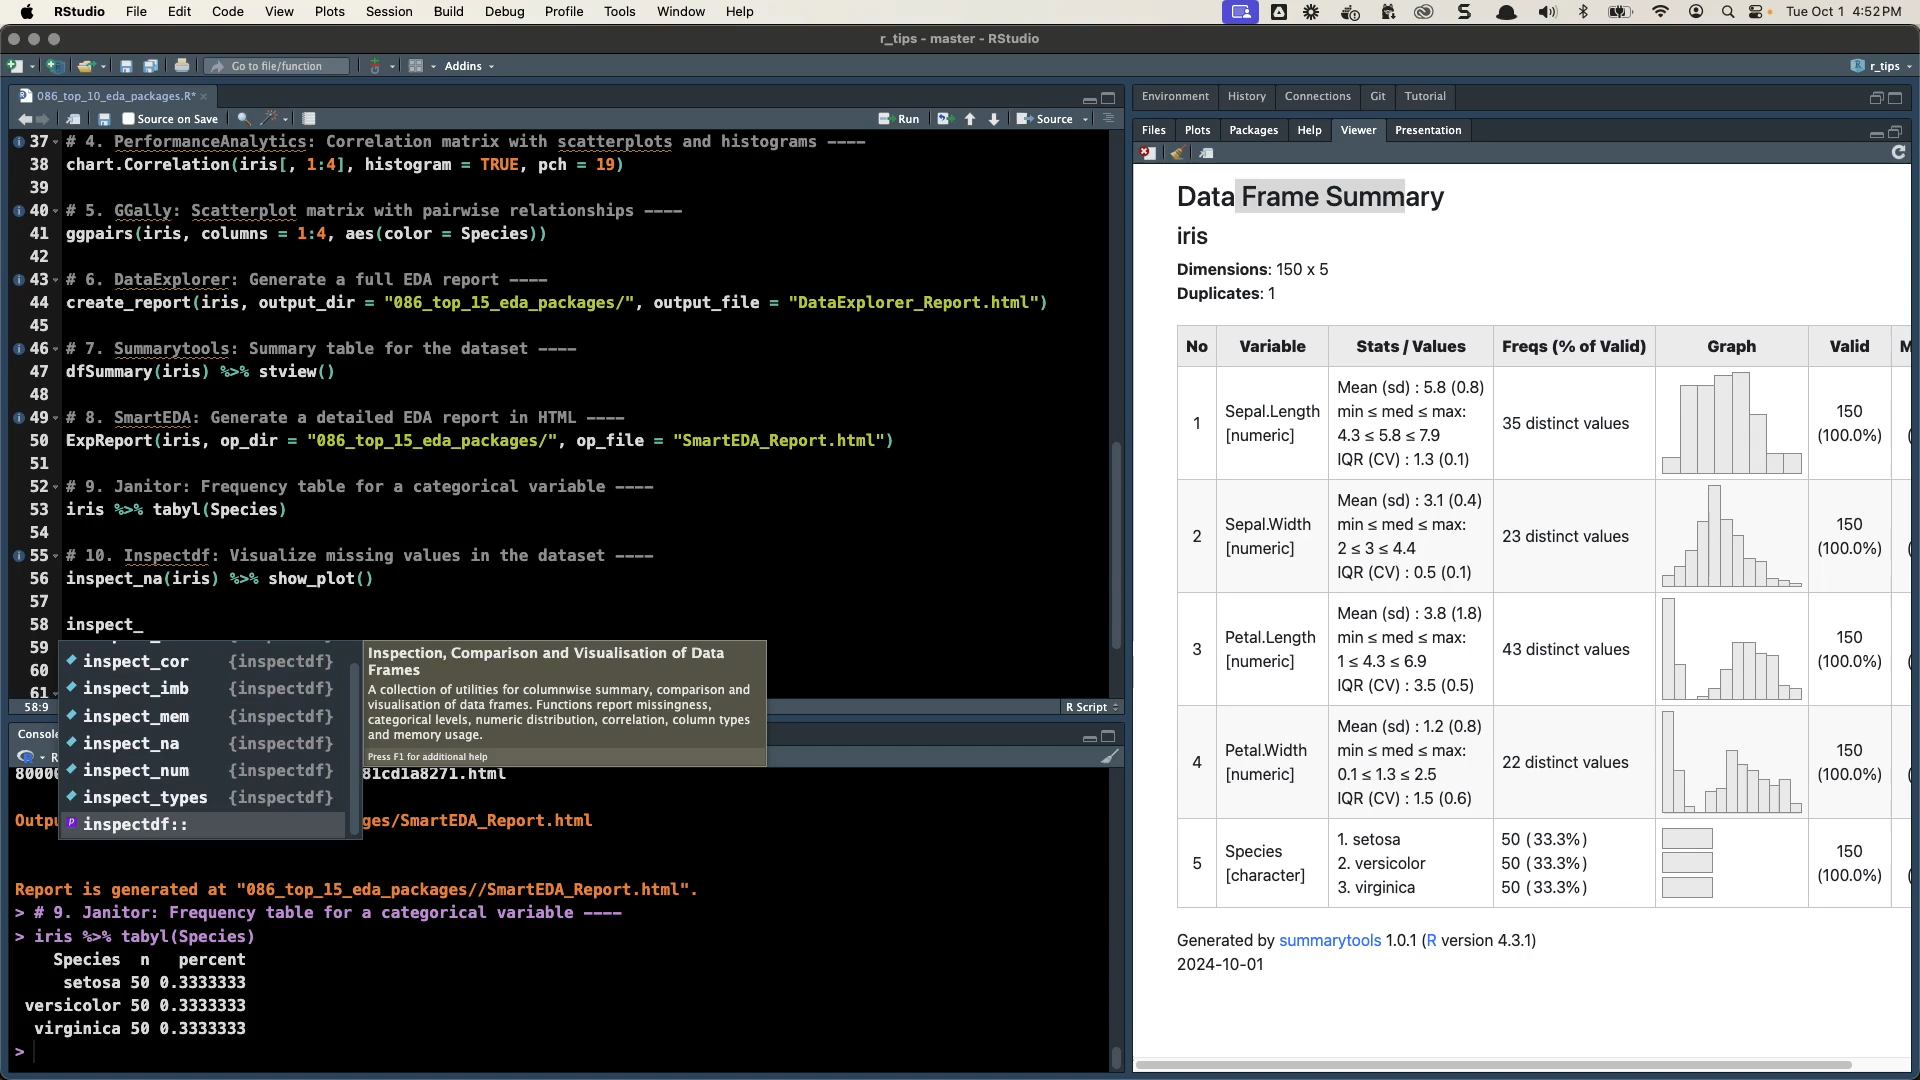 RStudio File Edit Code View Plots Session Build Debug Profile Tools Window Help Tue Oct 1 4:52 PM
r_tips - master - RStudio
Go to file/function Addins r_tips
086_top_10_eda_packages.R*
Source on Save Run Source
37 # 4. PerformanceAnalytics: Correlation matrix with scatterplots and histograms ----
38 chart.Correlation(iris[, 1:4], histogram = TRUE, pch = 19)
39
40 # 5. GGally: Scatterplot matrix with pairwise relationships ----
41 ggpairs(iris, columns = 1:4, aes(color = Species))
42
43 # 6. DataExplorer: Generate a full EDA report ----
44 create_report(iris, output_dir = "086_top_15_eda_packages/", output_file = "DataExplorer_Report.html")
45
46 # 7. Summarytools: Summary table for the dataset ----
47 dfSummary(iris) %>% stview()
48
49 # 8. SmartEDA: Generate a detailed EDA report in HTML ----
50 ExpReport(iris, op_dir = "086_top_15_eda_packages/", op_file = "SmartEDA_Report.html")
51
52 # 9. Janitor: Frequency table for a categorical variable ----
53 iris %>% tabyl(Species)
54
55 # 10. Inspectdf: Visualize missing values in the dataset ----
56 inspect_na(iris) %>% show_plot()
57
58 inspect_
59
60
61
inspect_cor {inspectdf}
inspect_imb {inspectdf}
inspect_mem {inspectdf}
inspect_na {inspectdf}
inspect_num {inspectdf}
inspect_types {inspectdf}
inspectdf::
Inspection, Comparison and Visualisation of Data
Frames
A collection of utilities for columnwise summary, comparison and
visualisation of data frames. Functions report missingness,
categorical levels, numeric distribution, correlation, column types
and memory usage.
Press F1 for additional help
58:9 R Script
Console
R
80000 81cd1a8271.html
Outpu ges/SmartEDA_Report.html
Report is generated at "086_top_15_eda_packages//SmartEDA_Report.html".
> # 9. Janitor: Frequency table for a categorical variable ----
> iris %>% tabyl(Species)
Species n percent
setosa 50 0.3333333
versicolor 50 0.3333333
virginica 50 0.3333333
>
Environment History Connections Git Tutorial
Files Plots Packages Help Viewer Presentation
Data Frame Summary
iris
Dimensions: 150 x 5
Duplicates: 1
No Variable Stats / Values Freqs (% of Valid) Graph Valid M
1 Sepal.Length [numeric] Mean (sd) : 5.8 (0.8)
min ≤ med ≤ max:
4.3 ≤ 5.8 ≤ 7.9
IQR (CV) : 1.3 (0.1) 35 distinct values 150 (100.0%)
2 Sepal.Width [numeric] Mean (sd) : 3.1 (0.4)
min ≤ med ≤ max:
2 ≤ 3 ≤ 4.4
IQR (CV) : 0.5 (0.1) 23 distinct values 150 (100.0%)
3 Petal.Length [numeric] Mean (sd) : 3.8 (1.8)
min ≤ med ≤ max:
1 ≤ 4.3 ≤ 6.9
IQR (CV) : 3.5 (0.5) 43 distinct values 150 (100.0%)
4 Petal.Width [numeric] Mean (sd) : 1.2 (0.8)
min ≤ med ≤ max:
0.1 ≤ 1.3 ≤ 2.5
IQR (CV) : 1.5 (0.6) 22 distinct values 150 (100.0%)
5 Species [character] 1. setosa 50 (33.3%)
2. versicolor 50 (33.3%)
3. virginica 50 (33.3%) 150 (100.0%)
Generated by summarytools 1.0.1 (R version 4.3.1)
2024-10-01